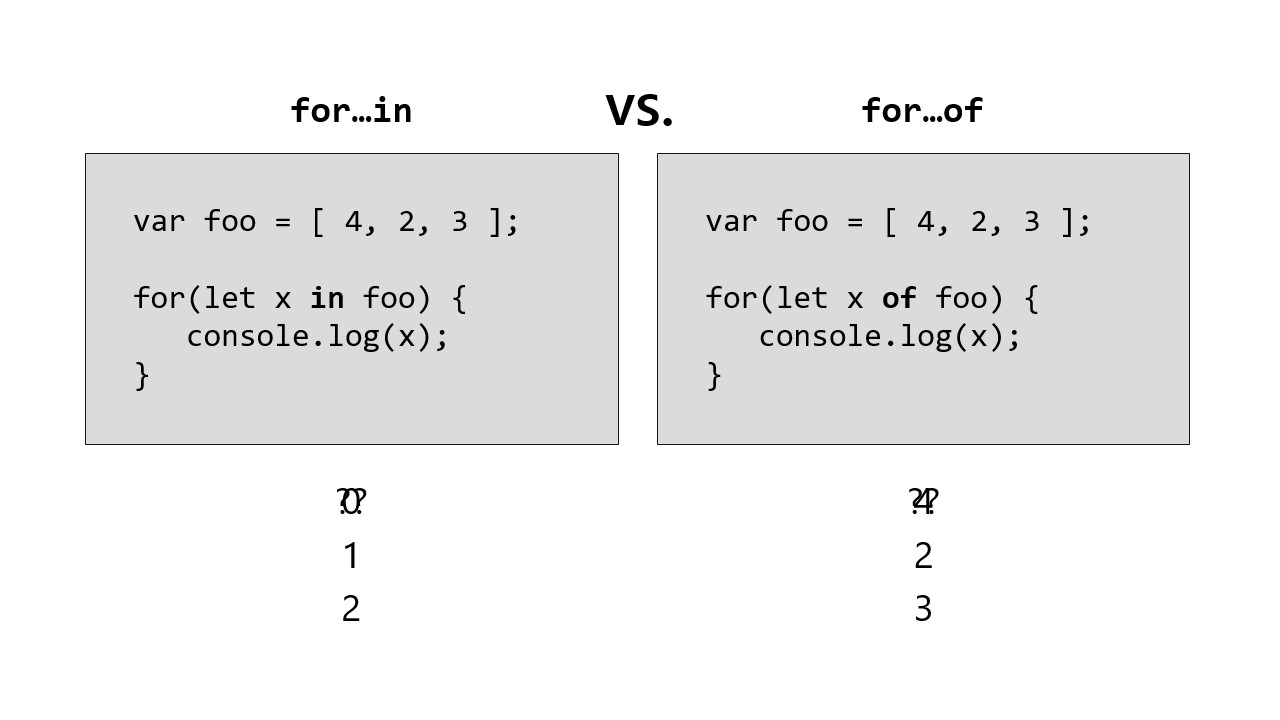 for…in VS. for…of
var foo = [ 4, 2, 3 ];
for(let x in foo) {
console.log(x);
}
var foo = [ 4, 2, 3 ];
for(let x of foo) {
console.log(x);
}
??
0
1
2
??
4
2
3